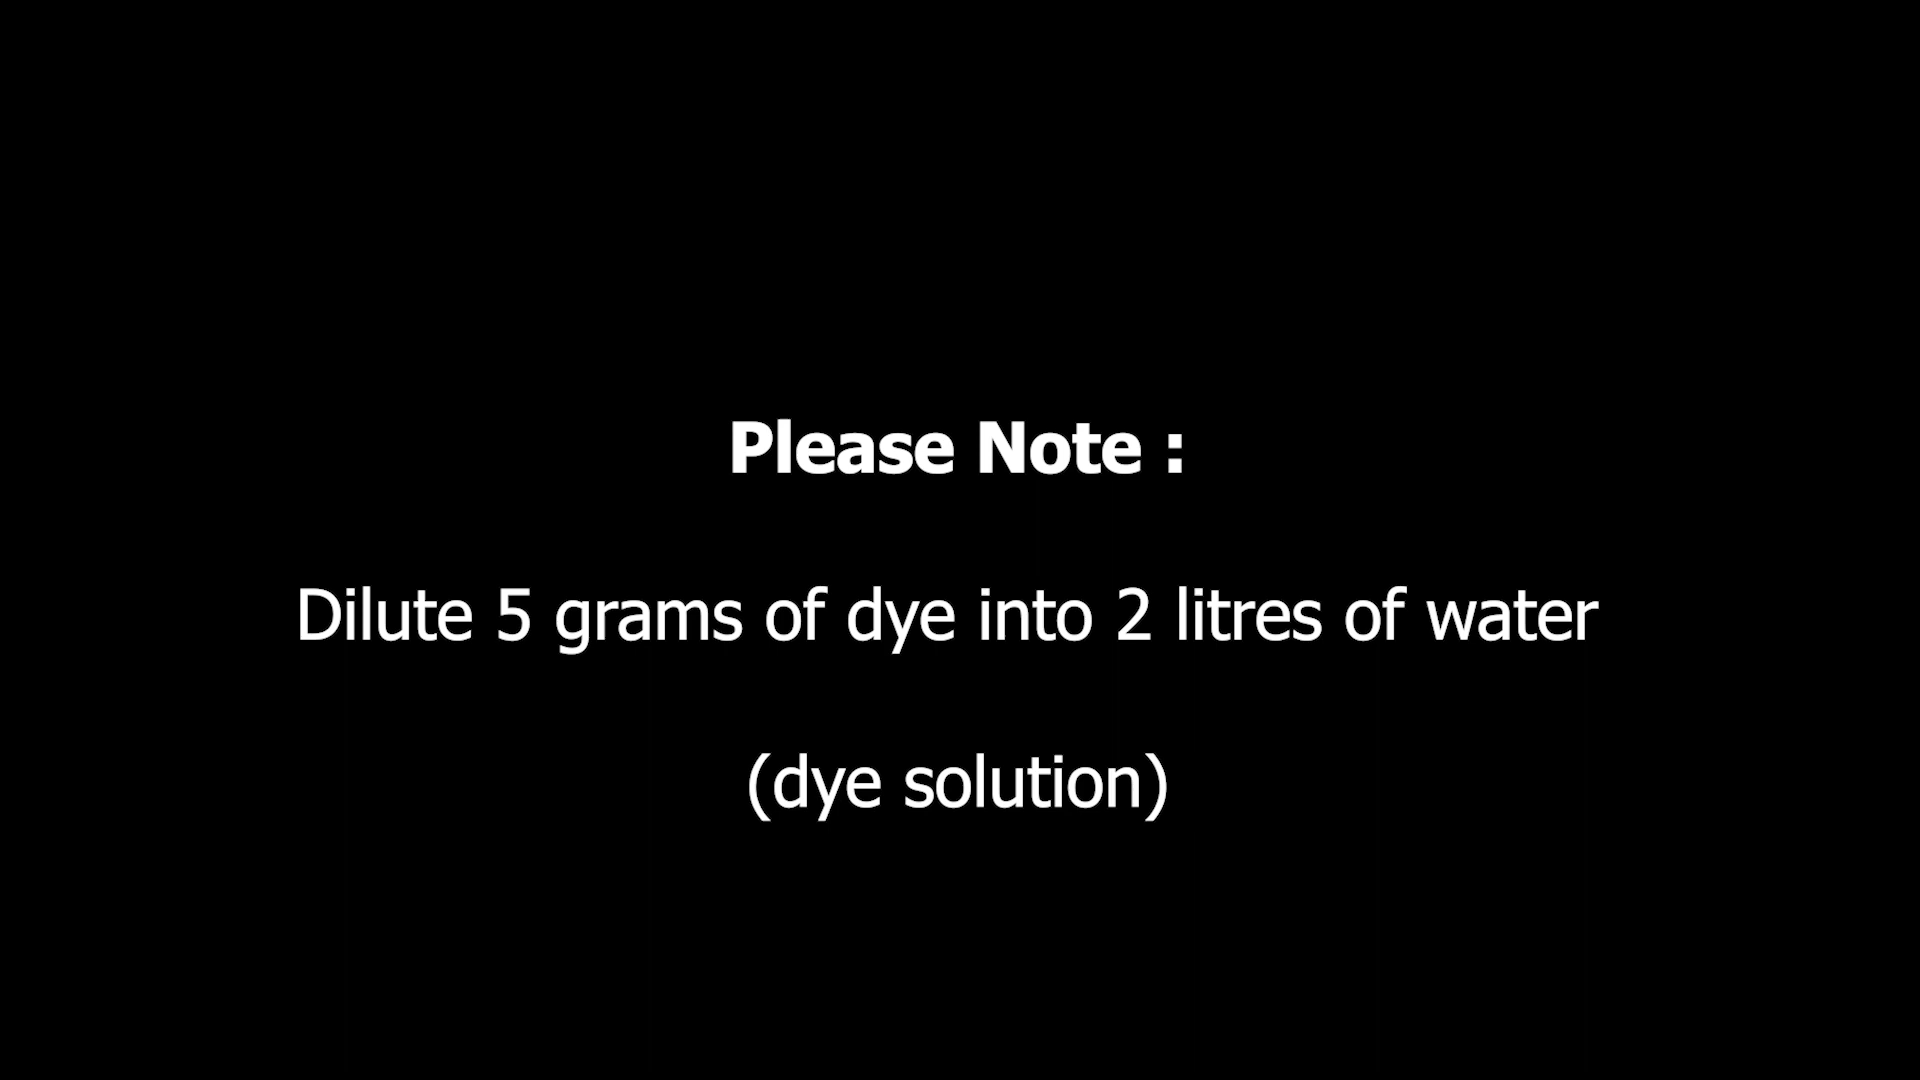 Please Note :
Dilute 5 grams of dye into 2 litres of water
(dye solution)